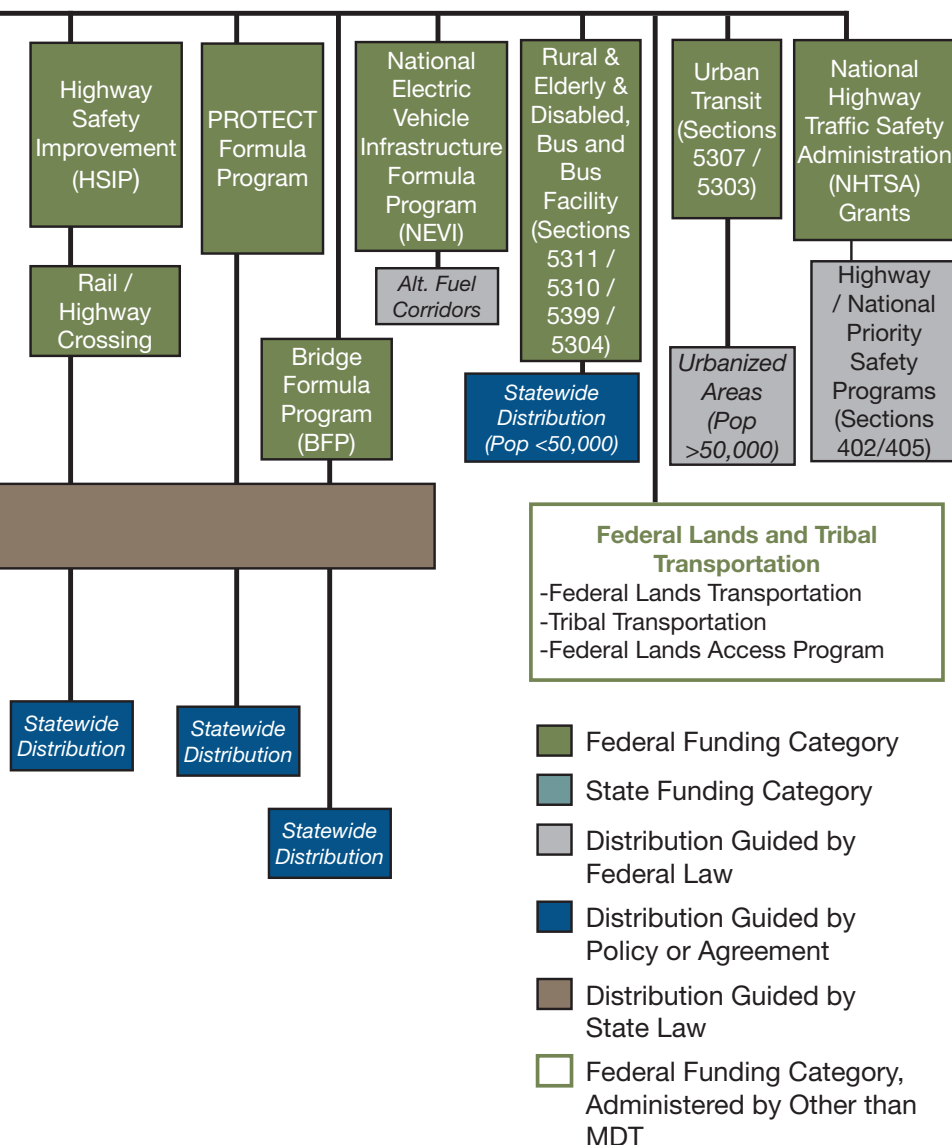 Highway
Safety
Improvement
(HSIP)
Rail /
Highway
Crossing
PROTECT
Formula
Program
Bridge
Formula
Program
(BFP)
National
Electric
Vehicle
Infrastructure
Formula
Program
(NEVI)
Alt. Fuel
Corridors
Rural &
Elderly &
Disabled,
Bus and
Bus
Facility
(Sections
5311 /
5310 /
5399 /
5304)
Statewide
Distribution
(Pop <50,000)
Urban
Transit
(Sections
5307 /
5303)
Urbanized
Areas
(Pop
>50,000)
National
Highway
Traffic Safety
Administration
(NHTSA)
Grants
Highway
/ National
Priority
Safety
Programs
(Sections
402/405)
Federal Lands and Tribal
Transportation
-Federal Lands Transportation
-Tribal Transportation
-Federal Lands Access Program
Statewide
Distribution
Statewide
Distribution
Statewide
Distribution
Federal Funding Category
State Funding Category
Distribution Guided by
Federal Law
Distribution Guided by
Policy or Agreement
Distribution Guided by
State Law
Federal Funding Category,
Administered by Other than
MDT